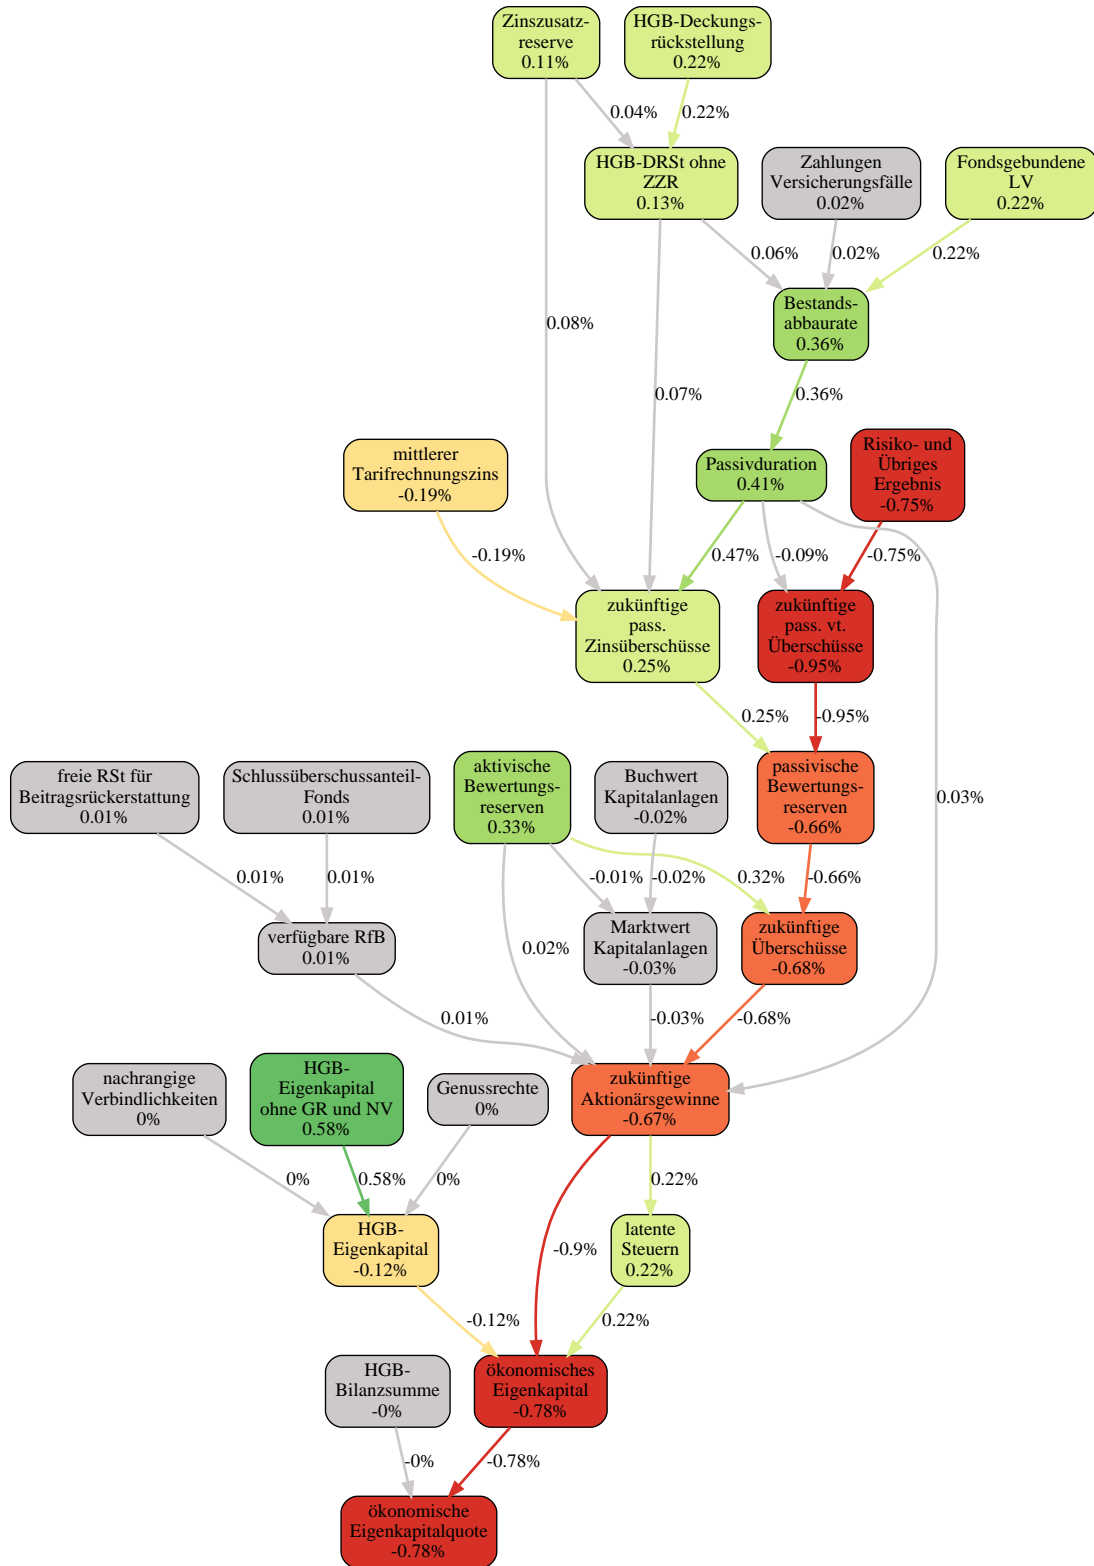 Zinszusatz-
reserve
0.11%
HGB-Deckungs-
rückstellung
0.22%
0.04%
0.22%
HGB-DRSt ohne
ZZR
0.13%
Zahlungen
Versicherungsfälle
0.02%
Fondsgebundene
LV
0.22%
0.06%
0.02%
0.22%
Bestands-
abbaurate
0.36%
0.08%
0.07%
0.36%
mittlerer
Tarifrechnungszins
-0.19%
Passivduration
0.41%
Risiko- und
Übriges
Ergebnis
-0.75%
-0.19%
0.47%
-0.09%
-0.75%
zukünftige
pass.
Zinsüberschüsse
0.25%
zukünftige
pass. vt.
Überschüsse
-0.95%
0.25%
-0.95%
0.03%
freie RSt für
Beitragsrückerstattung
0.01%
Schlussüberschussanteil-
Fonds
0.01%
aktivische
Bewertungs-
reserven
0.33%
Buchwert
Kapitalanlagen
-0.02%
passivische
Bewertungs-
reserven
-0.66%
0.01%
0.01%
-0.01%
-0.02%
0.32%
-0.66%
verfügbare RfB
0.01%
0.02%
Marktwert
Kapitalanlagen
-0.03%
zukünftige
Überschüsse
-0.68%
0.01%
-0.03%
-0.68%
nachrangige
Verbindlichkeiten
0%
HGB-
Eigenkapital
ohne GR und NV
0.58%
Genussrechte
0%
zukünftige
Aktionärsgewinne
-0.67%
0%
0.58%
0%
0.22%
HGB-
Eigenkapital
-0.12%
-0.9%
latente
Steuern
0.22%
-0.12%
0.22%
HGB-
Bilanzsumme
-0%
ökonomisches
Eigenkapital
-0.78%
-0%
-0.78%
ökonomische
Eigenkapitalquote
-0.78%